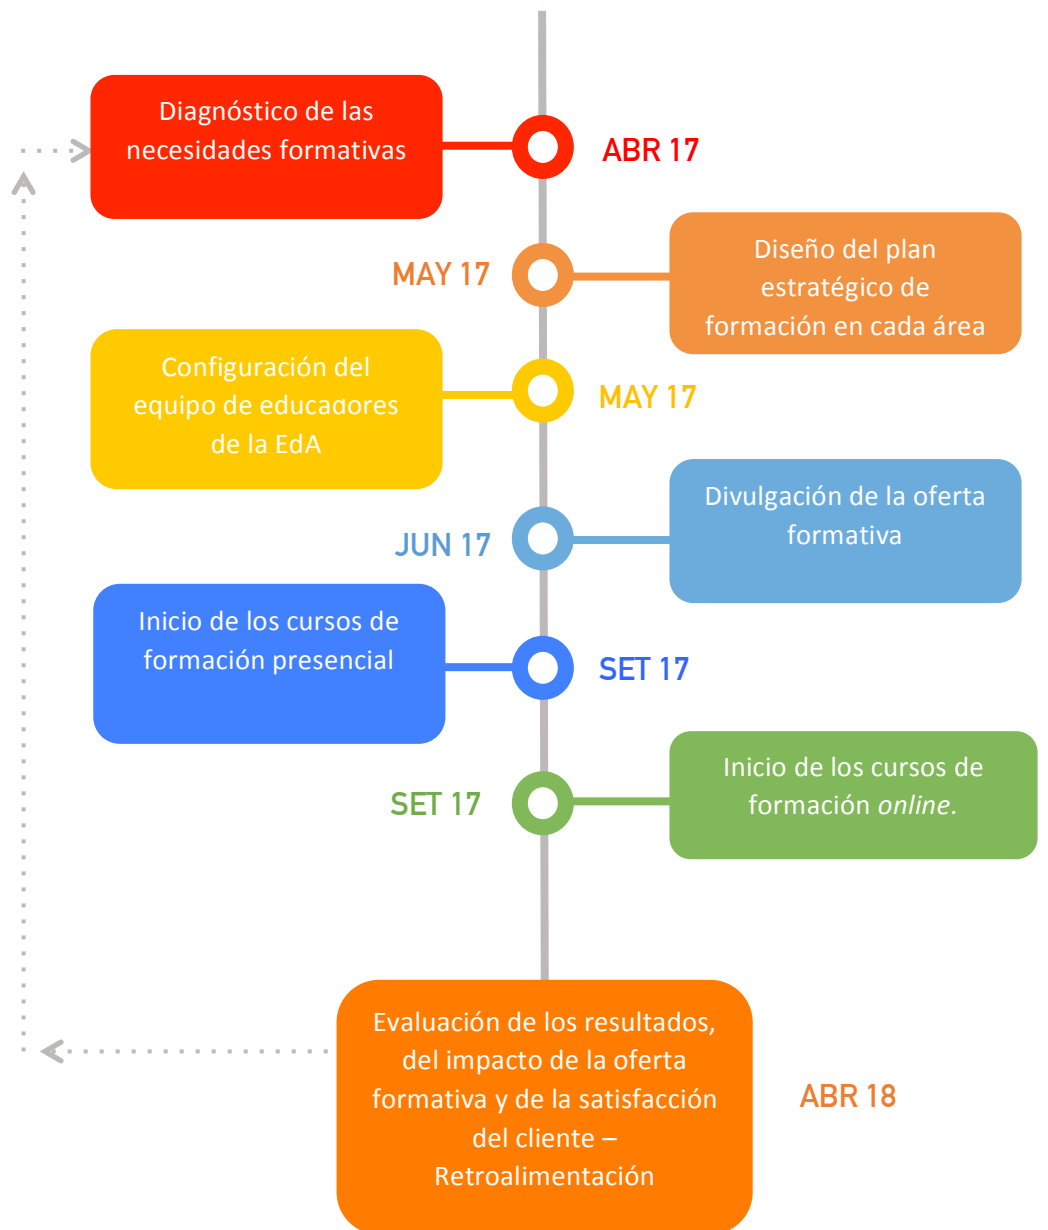 Diagnóstico de las
necesidades formativas
ABR 17
MAY 17
Diseño del plan
estratégico de
formación en cada área
Configuración del
equipo de educadores
de la EdA
MAY 17
JUN 17
Divulgación de la oferta
formativa
Inicio de los cursos de
formación presencial
SET 17
SET 17
Inicio de los cursos de
formación online.
Evaluación de los resultados,
del impacto de la oferta
formativa y de la satisfacción
del cliente –
Retroalimentación
ABR 18